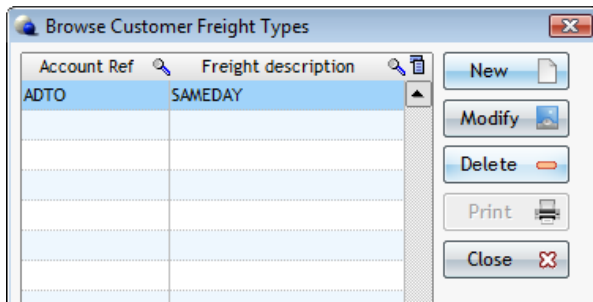 Browse Customer Freight Types
Account Ref Freight description
ADTO SAMEDAY
New
Modify
Delete
Print
Close